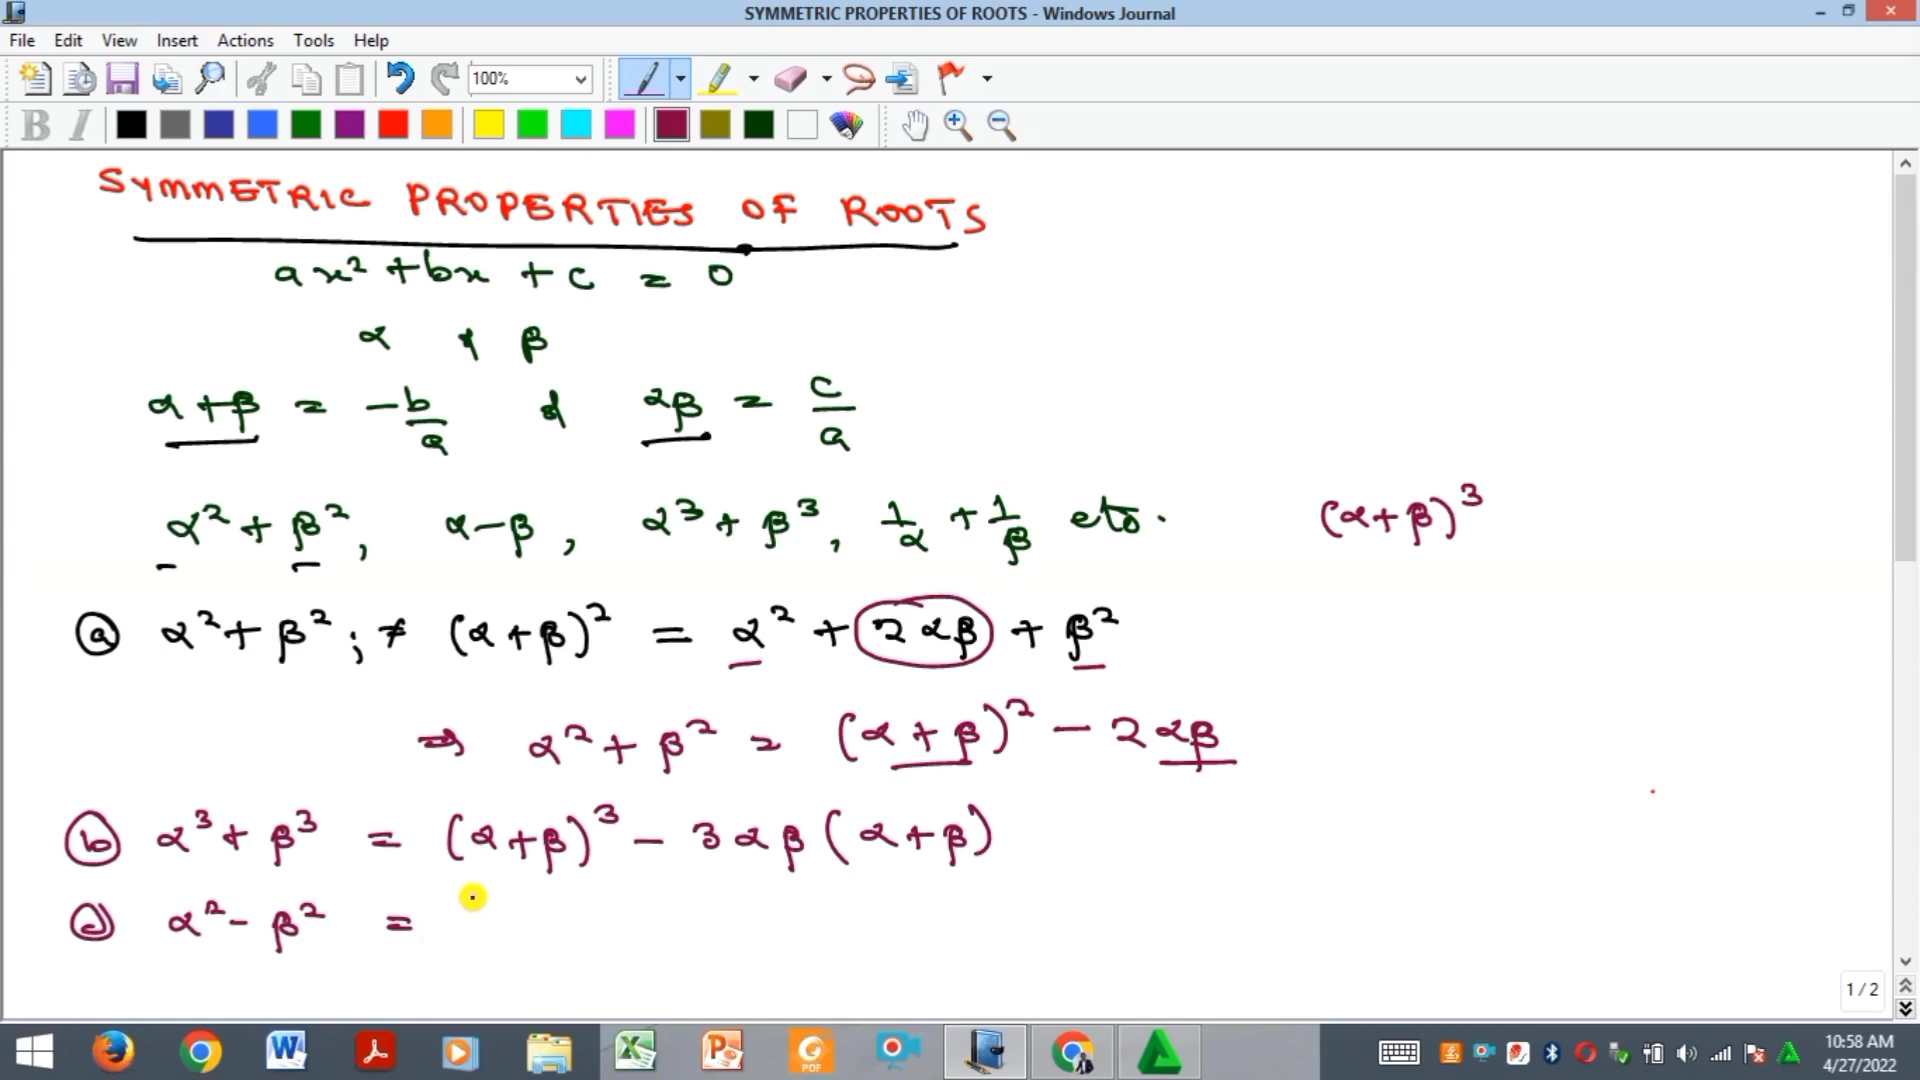 SYMMETRIC PROPERTIES OF ROOTS - Windows Journal
File Edit View Insert Actions Tools Help
100%
B I
SYMMETRIC PROPERTIES OF ROOTS
ax² + bx + c = 0
α & β
α + β = -b/a & αβ = c/a
α² + β², α - β, α³ + β³, 1/α + 1/β etc.
(α + β)³
(a) α² + β² ; ≠ (α + β)² = α² + 2αβ + β²
⇒ α² + β² = (α + β)² - 2αβ
(b) α³ + β³ = (α + β)³ - 3αβ(α + β)
(c) α² - β² =
1 / 2
10:58 AM
4/27/2022